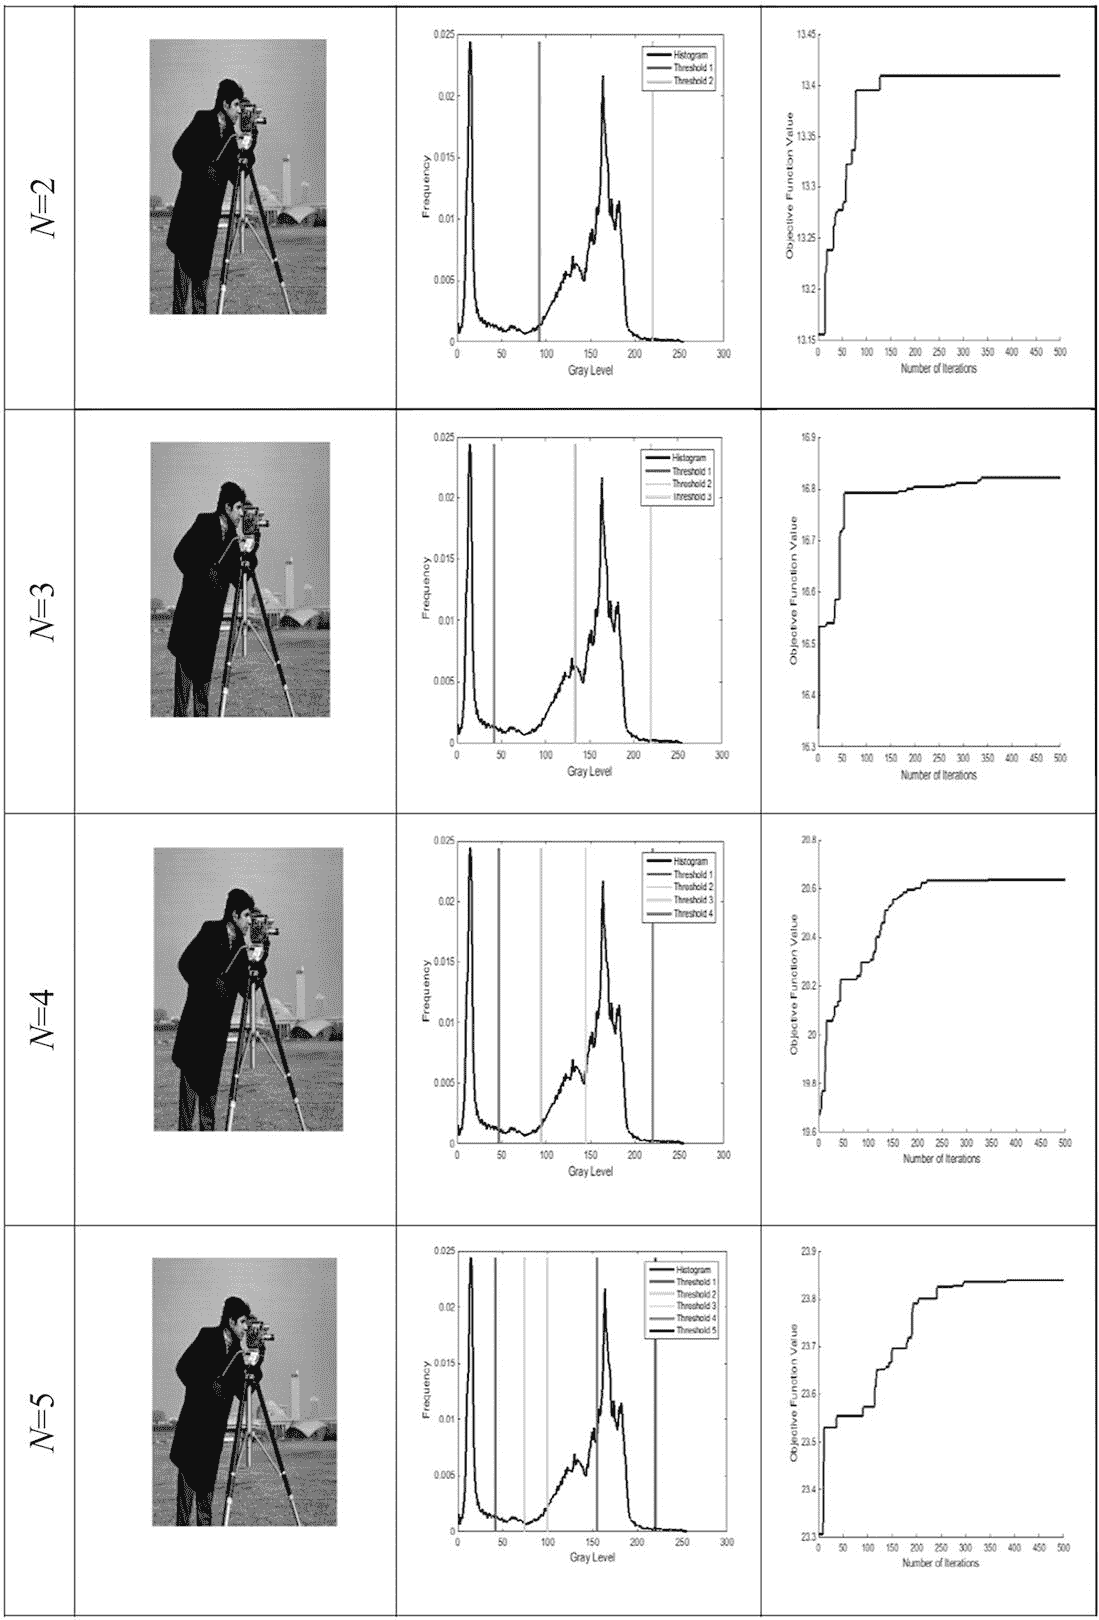 N=2
0.025
0.02
0.015
0.01
0.005
0
Frequency
0 50 100 150 200 250 300
Gray Level
Histogram
Threshold 1
Threshold 2
13.45
13.4
13.35
13.3
13.25
13.2
13.15
Objective Function Value
0 50 100 150 200 250 300 350 400 450 500
Number of Iterations
N=3
0.025
0.02
0.015
0.01
0.005
0
Frequency
0 50 100 150 200 250 300
Gray Level
Histogram
Threshold 1
Threshold 2
Threshold 3
16.9
16.8
16.7
16.6
16.5
16.4
16.3
Objective Function Value
0 50 100 150 200 250 300 350 400 450 500
Number of Iterations
N=4
0.025
0.02
0.015
0.01
0.005
0
Frequency
0 50 100 150 200 250 300
Gray Level
Histogram
Threshold 1
Threshold 2
Threshold 3
Threshold 4
20.8
20.6
20.4
20.2
20
19.8
19.6
Objective Function Value
0 50 100 150 200 250 300 350 400 450 500
Number of Iterations
N=5
0.025
0.02
0.015
0.01
0.005
0
Frequency
0 50 100 150 200 250 300
Gray Level
Histogram
Threshold 1
Threshold 2
Threshold 3
Threshold 4
Threshold 5
23.9
23.8
23.7
23.6
23.5
23.4
23.3
Objective Function Value
0 50 100 150 200 250 300 350 400 450 500
Number of Iterations